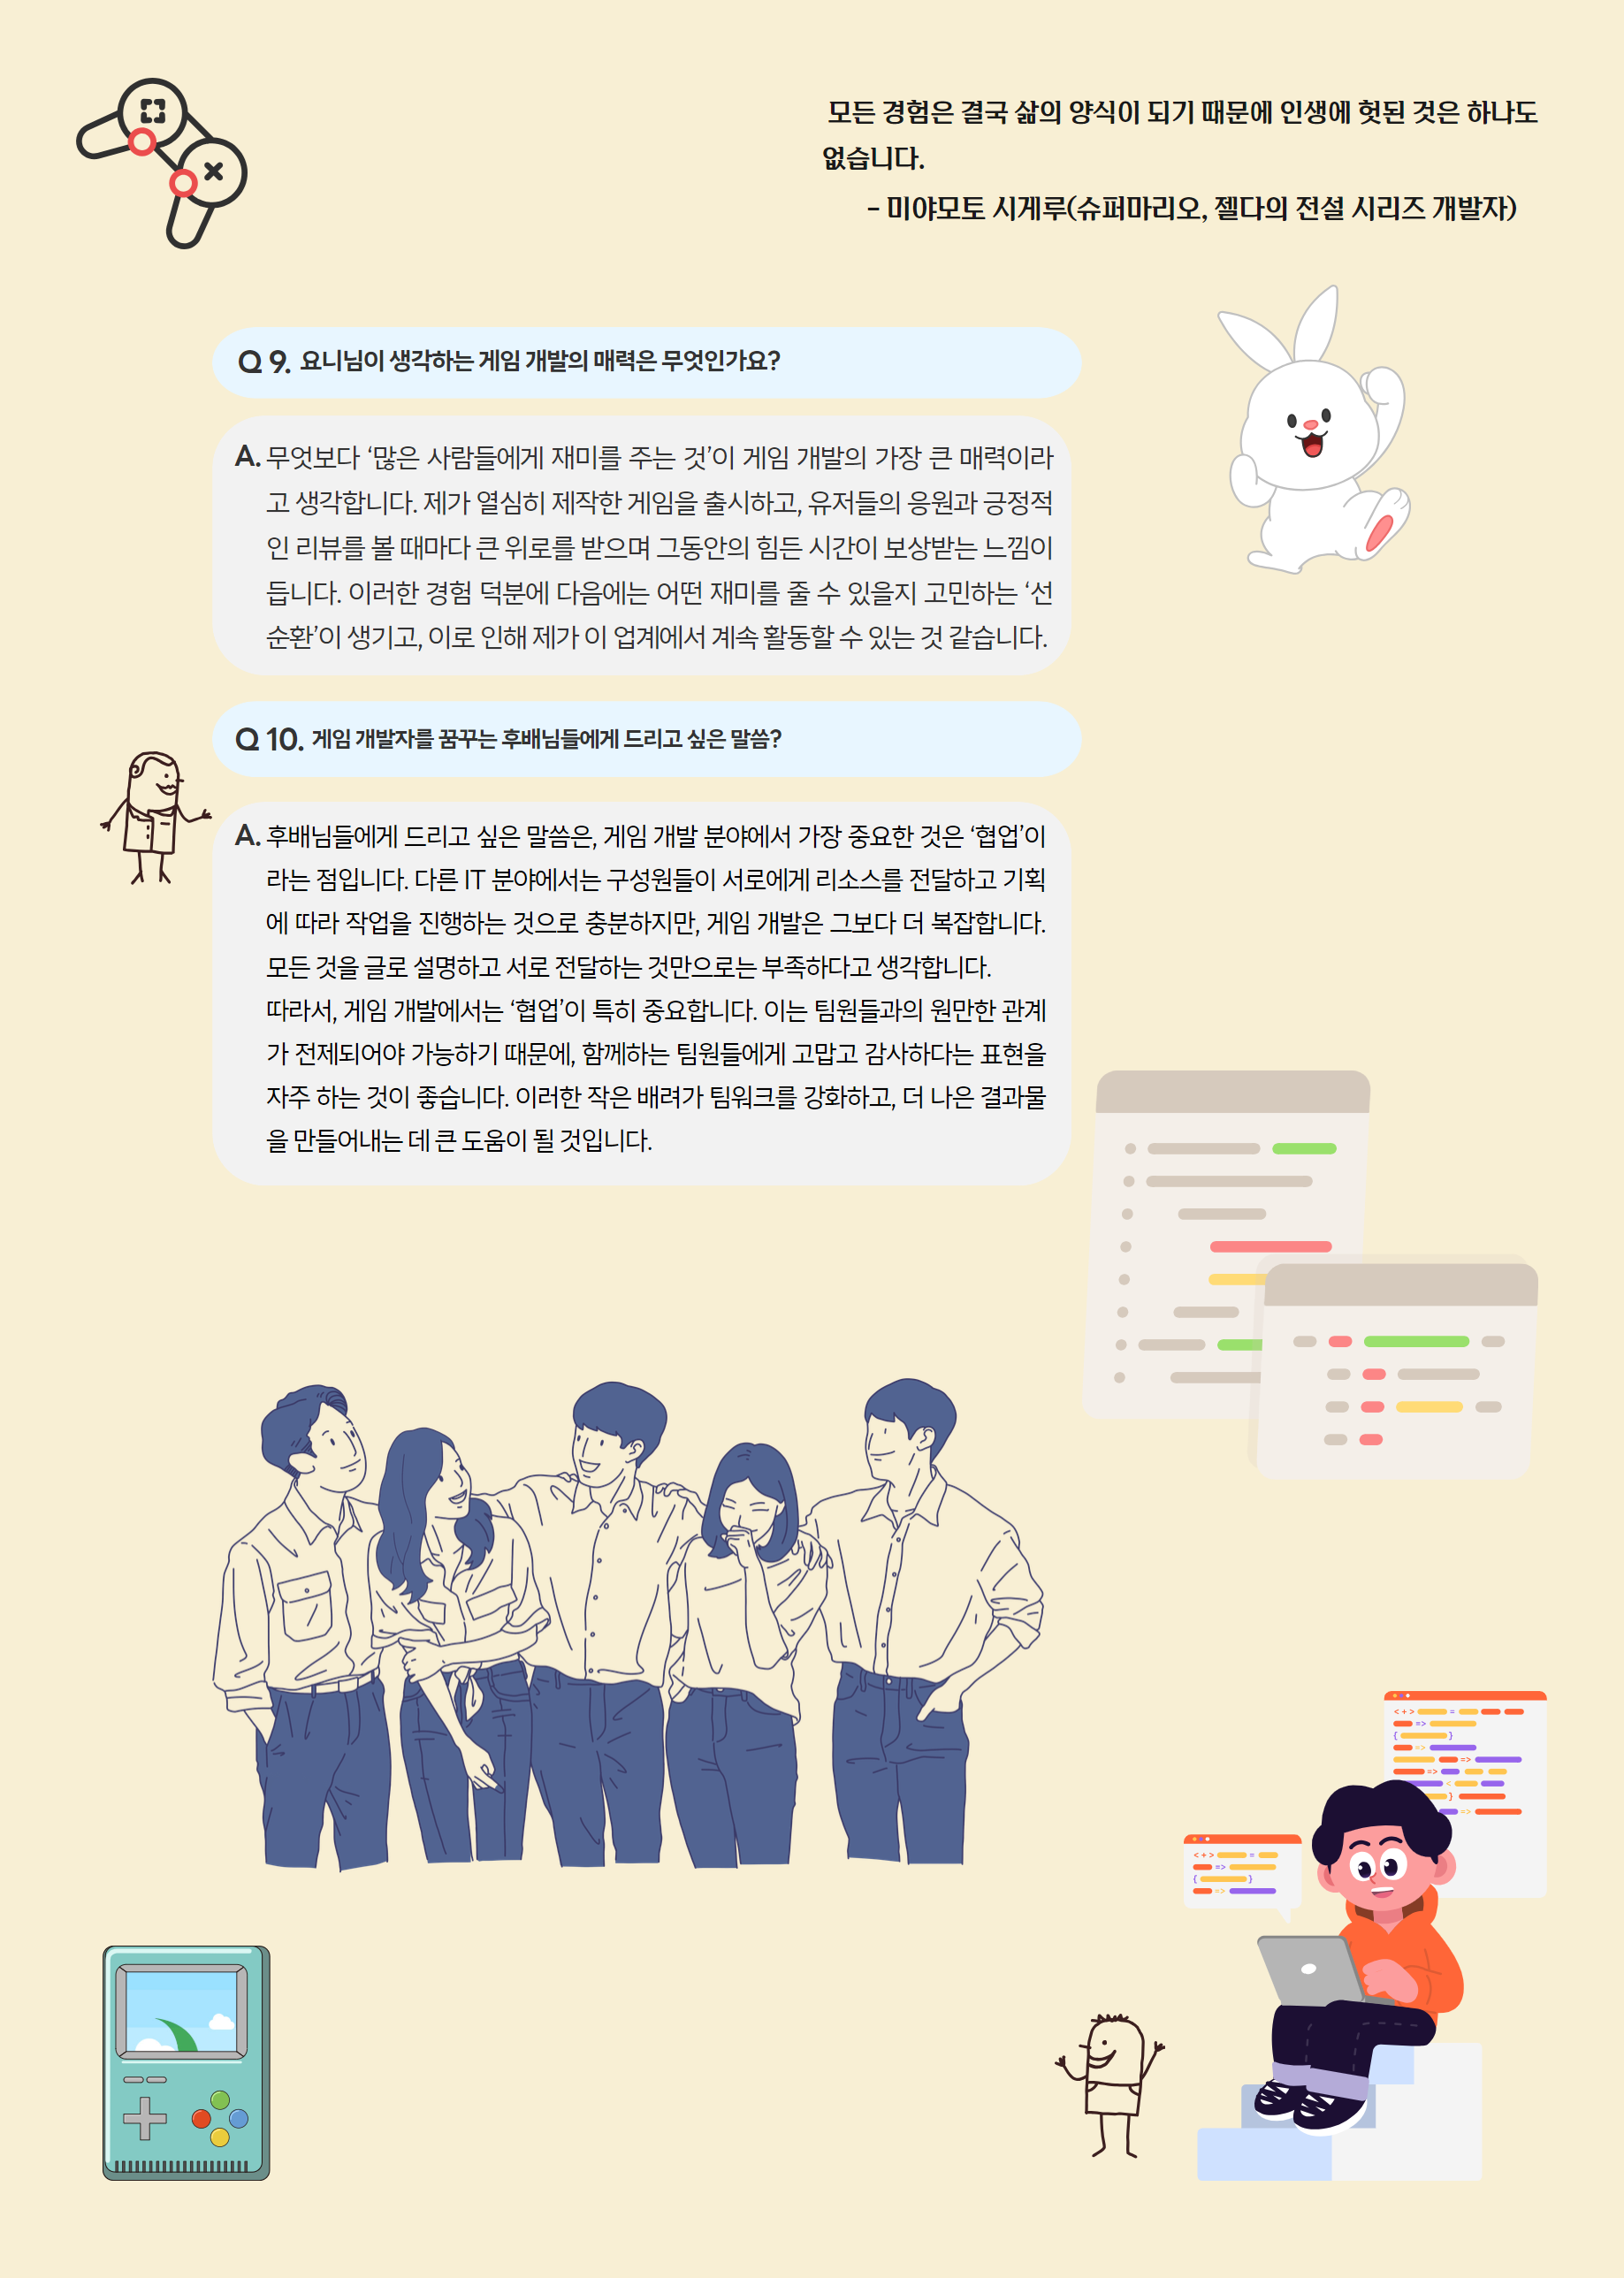 모든 경험은 결국 삶의 양식이 되기 때문에 인생에 헛된 것은 하나도
없습니다.
- 미야모토 시게루(슈퍼마리오, 젤다의 전설 시리즈 개발자)
Q 9. 요니님이 생각하는 게임 개발의 매력은 무엇인가요?
A. 무엇보다 ‘많은 사람들에게 재미를 주는 것’이 게임 개발의 가장 큰 매력이라
고 생각합니다. 제가 열심히 제작한 게임을 출시하고, 유저들의 응원과 긍정적
인 리뷰를 볼 때마다 큰 위로를 받으며 그동안의 힘든 시간이 보상받는 느낌이
듭니다. 이러한 경험 덕분에 다음에는 어떤 재미를 줄 수 있을지 고민하는 ‘선
순환’이 생기고, 이로 인해 제가 이 업계에서 계속 활동할 수 있는 것 같습니다.
Q 10. 게임 개발자를 꿈꾸는 후배님들에게 드리고 싶은 말씀?
A. 후배님들에게 드리고 싶은 말씀은, 게임 개발 분야에서 가장 중요한 것은 ‘협업’이
라는 점입니다. 다른 IT 분야에서는 구성원들이 서로에게 리소스를 전달하고 기획
에 따라 작업을 진행하는 것으로 충분하지만, 게임 개발은 그보다 더 복잡합니다.
모든 것을 글로 설명하고 서로 전달하는 것만으로는 부족하다고 생각합니다.
따라서, 게임 개발에서는 ‘협업’이 특히 중요합니다. 이는 팀원들과의 원만한 관계
가 전제되어야 가능하기 때문에, 함께하는 팀원들에게 고맙고 감사하다는 표현을
자주 하는 것이 좋습니다. 이러한 작은 배려가 팀워크를 강화하고, 더 나은 결과물
을 만들어내는 데 큰 도움이 될 것입니다.